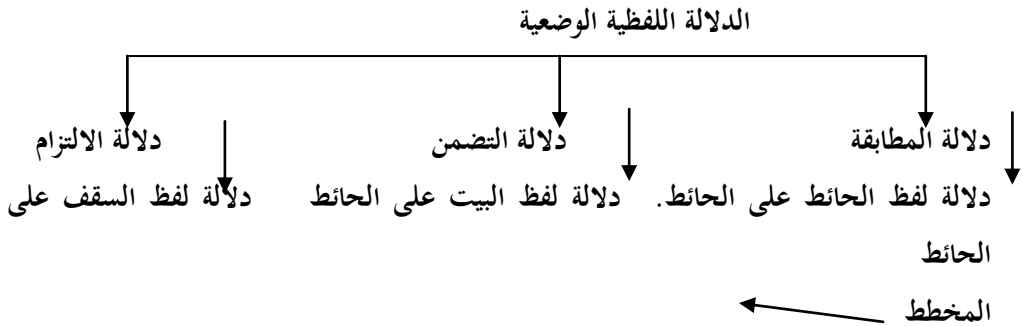 الدلالة اللفظية الوضعية
دلالة المطابقة دلالة التضمن دلالة الالتزام
دلالة لفظ الحائط على الحائط. دلالة لفظ البيت على الحائط دلالة لفظ السقف على
الحائط
المخطط